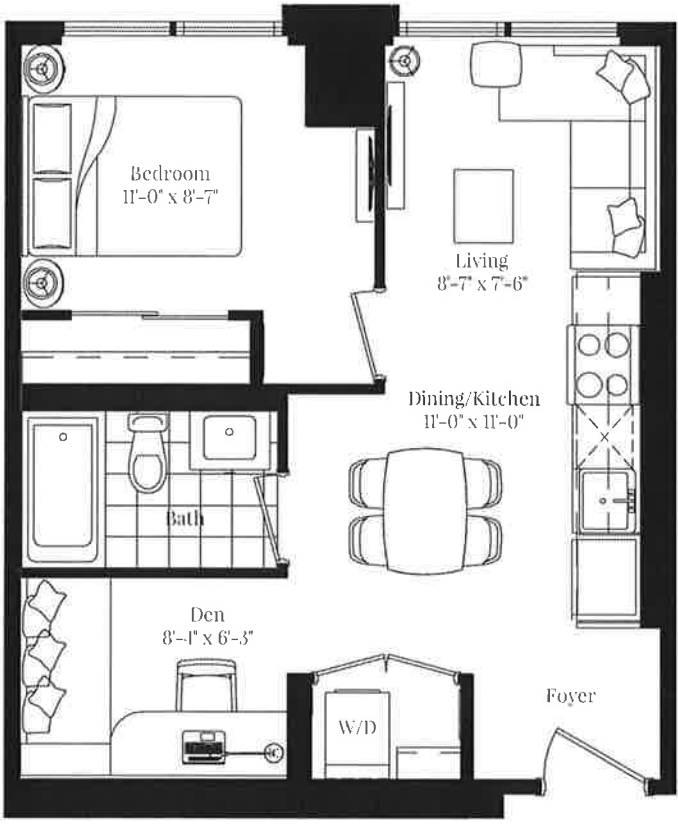 Bedroom
11'-0" x 8'-7"
Living
8'-7" x 7'-6"
Dining/Kitchen
11'-0" x 11'-0"
Bath
Den
8'-4" x 6'-3"
W/D
Foyer